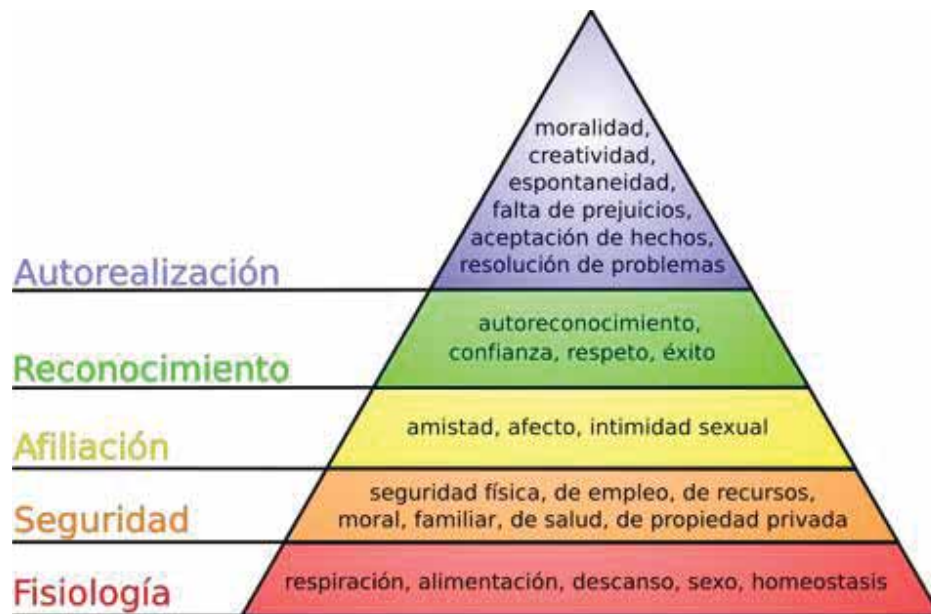 moralidad,
creatividad,
espontaneidad,
falta de prejuicios,
aceptación de hechos,
resolución de problemas
Autorealización
autoreconocimiento,
confianza, respeto, éxito
Reconocimiento
amistad, afecto, intimidad sexual
Afiliación
seguridad física, de empleo, de recursos,
moral, familiar, de salud, de propiedad privada
Seguridad
respiración, alimentación, descanso, sexo, homeostasis
Fisiología